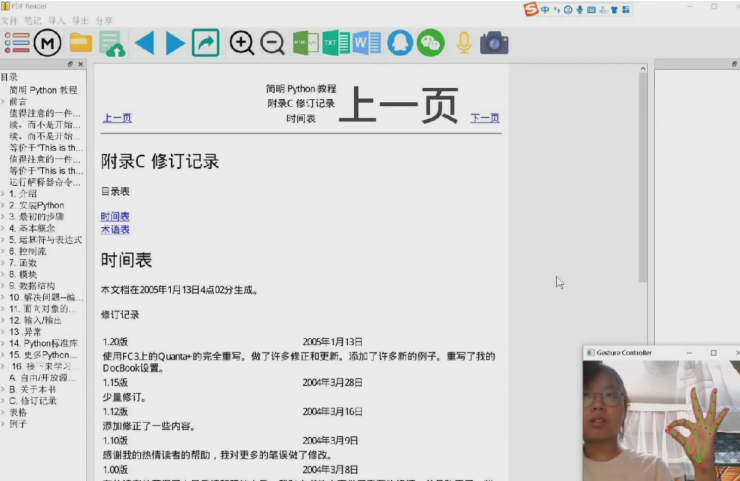 PDF Reader
文件 笔记 导入 导出 分享
中
M
TXT
W
目录
简明 Python 教程
前言
值得注意的一件...
续，而不是开始...
续，而不是开始...
等价于"This is th...
值得注意的一件...
等价于"This is th...
运行解释器命令...
1. 介绍
2. 安装Python
3. 最初的步骤
4. 基本概念
5. 运算符与表达式
6. 控制流
7. 函数
8. 模块
9. 数据结构
10. 解决问题--编...
11. 面向对象的...
12. 输入/输出
13. 异常
14. Python标准库
15. 更多Python...
16. 接下来学习...
A. 自由/开放源...
B. 关于本书
C. 修订记录
表格
例子
简明 Python 教程
附录C 修订记录
时间表
上一页
上一页
下一页
附录C 修订记录
目录表
时间表
术语表
时间表
本文档在2005年1月13日4点02分生成。
修订记录
1.20版 2005年1月13日
使用FC3上的Quanta+的完全重写。做了许多修正和更新。添加了许多新的例子。重写了我的
DocBook设置。
1.15版 2004年3月28日
少量修订。
1.12版 2004年3月16日
添加修正了一些内容。
1.10版 2004年3月9日
感谢我的热情读者的帮助，我对更多的笔误做了修改。
1.00版 2004年3月8日
Gesture Controller